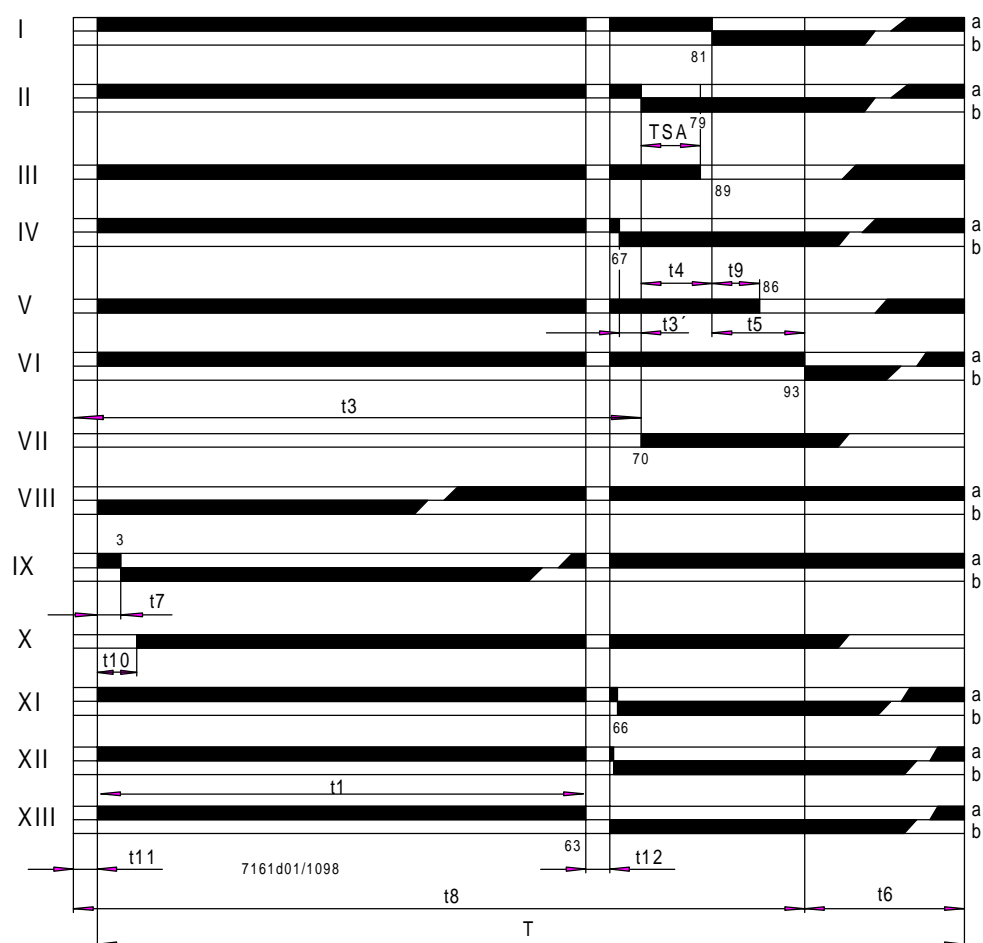 I a
b
81
II a
b
79
TSA
III
89
IV a
b
67
t4 t9
86
V
t3´ t5
VI a
b
93
t3
VII
70
VIII a
b
3
IX a
b
t7
X
t10
XI a
b
66
XII a
b
t1
XIII a
b
63
t11 t12
7161d01/1098
t8 t6
T